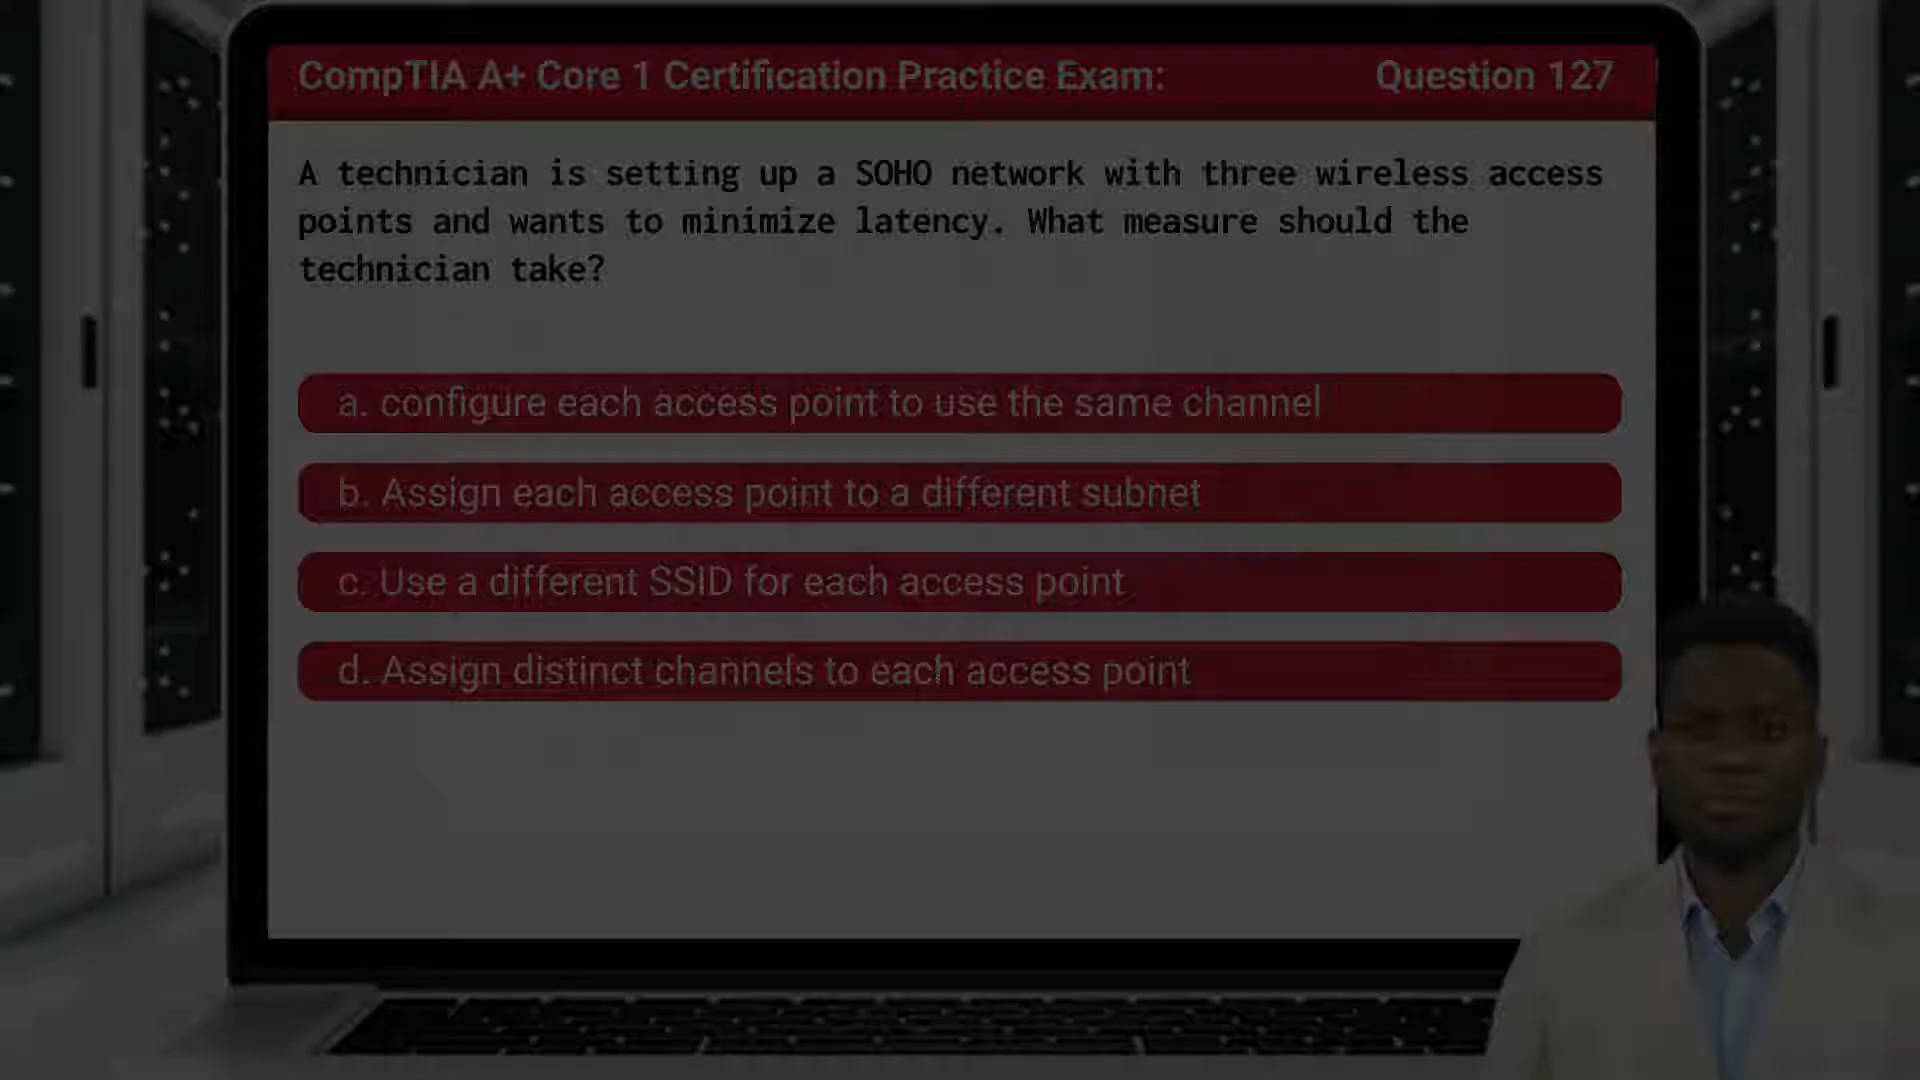 CompTIA A+ Core 1 Certification Practice Exam: Question 127
A technician is setting up a SOHO network with three wireless access
points and wants to minimize latency. What measure should the
technician take?
a. configure each access point to use the same channel
b. Assign each access point to a different subnet
c. Use a different SSID for each access point
d. Assign distinct channels to each access point